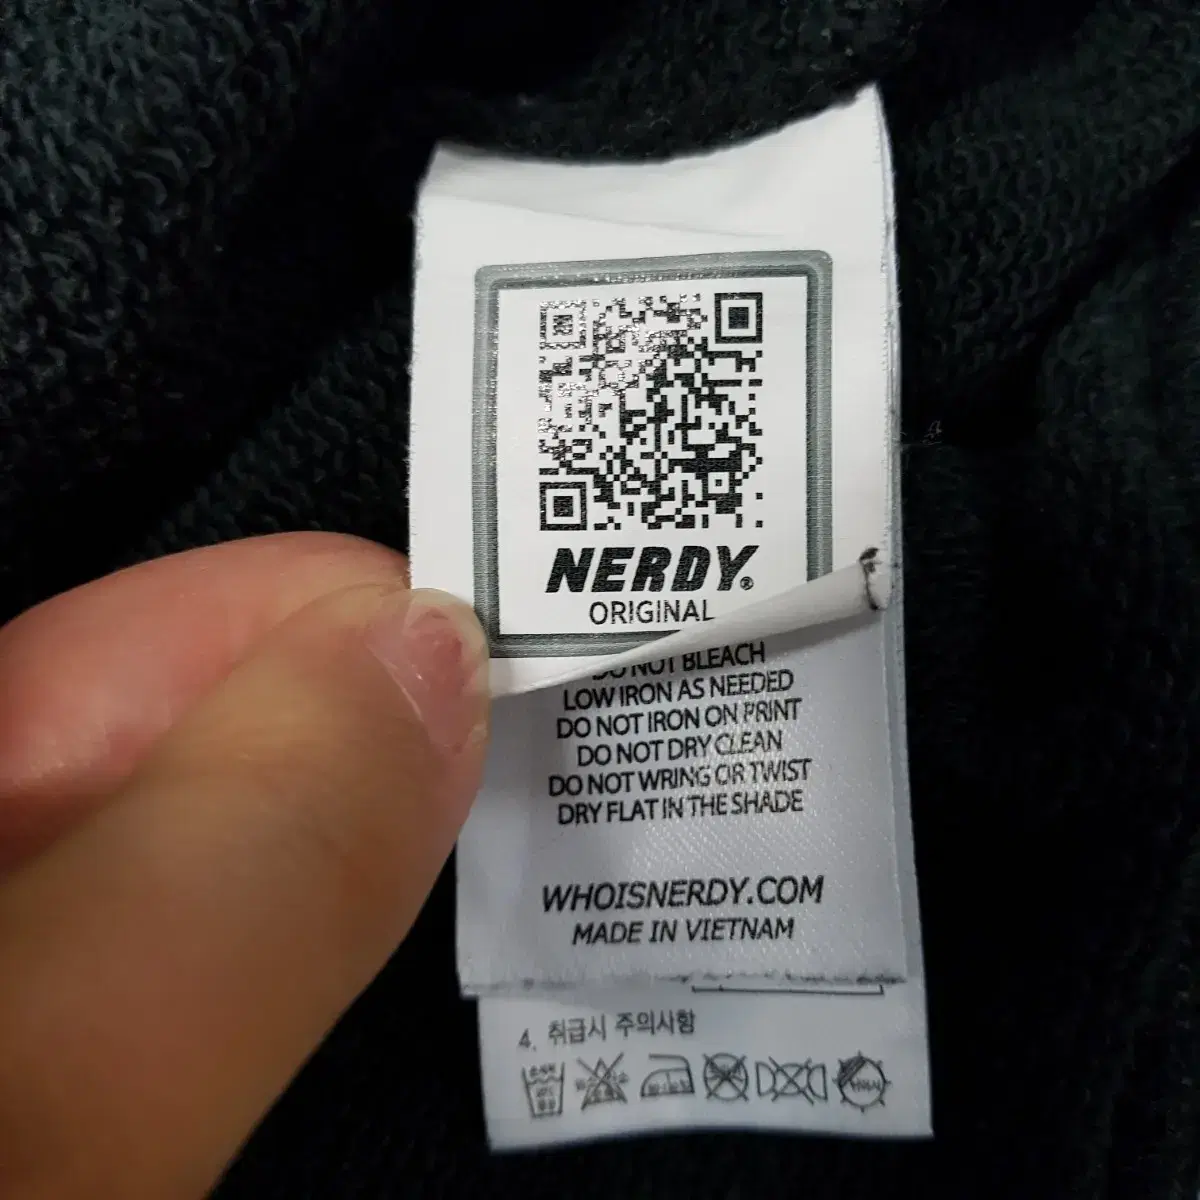 NERDY®
ORIGINAL
DO NOT BLEACH
LOW IRON AS NEEDED
DO NOT IRON ON PRINT
DO NOT DRY CLEAN
DO NOT WRING OR TWIST
DRY FLAT IN THE SHADE
WHOISNERDY.COM
MADE IN VIETNAM
4. 취급시 주의사항